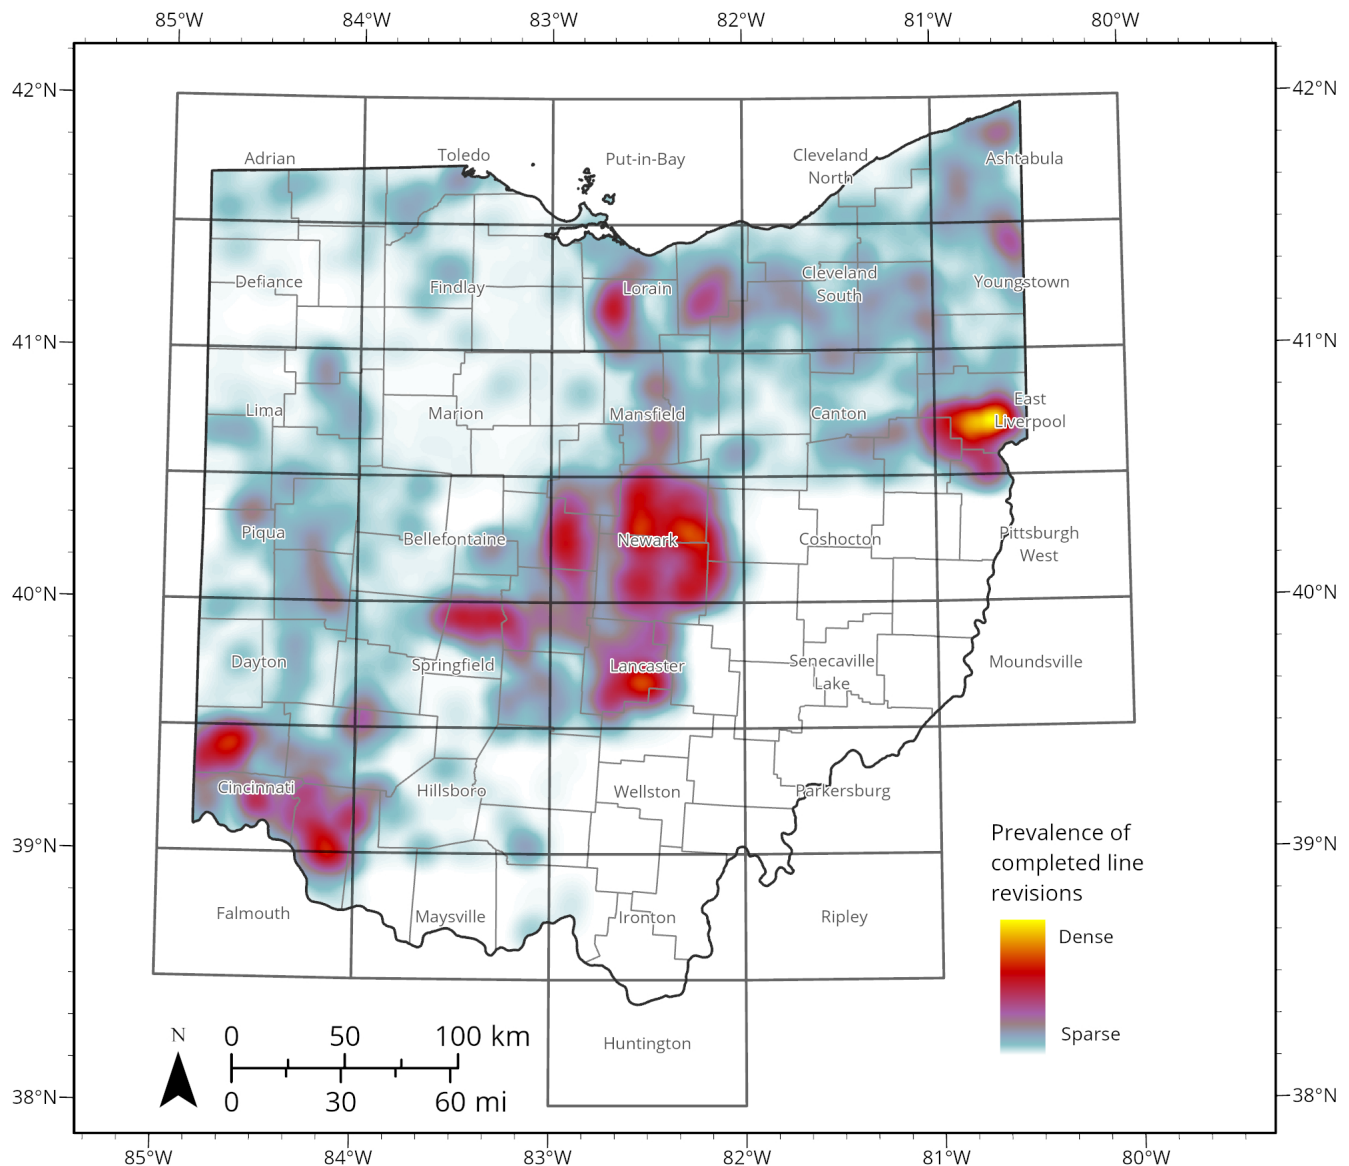 85°W 84°W 83°W 82°W 81°W 80°W
42°N 42°N
Adrian Toledo Put-in-Bay Cleveland North Ashtabula
Defiance Findlay Lorain Cleveland South Youngstown
41°N 41°N
Lima Marion Mansfield Canton East Liverpool
Piqua Bellefontaine Newark Coshocton Pittsburgh West
40°N 40°N
Dayton Springfield Lancaster Senecaville Lake Moundsville
Cincinnati Hillsboro Wellston Parkersburg
39°N 39°N
Prevalence of
completed line
revisions
Dense
Sparse
Falmouth Maysville Ironton Ripley
Huntington
N
0 50 100 km
0 30 60 mi
38°N 38°N
85°W 84°W 83°W 82°W 81°W 80°W